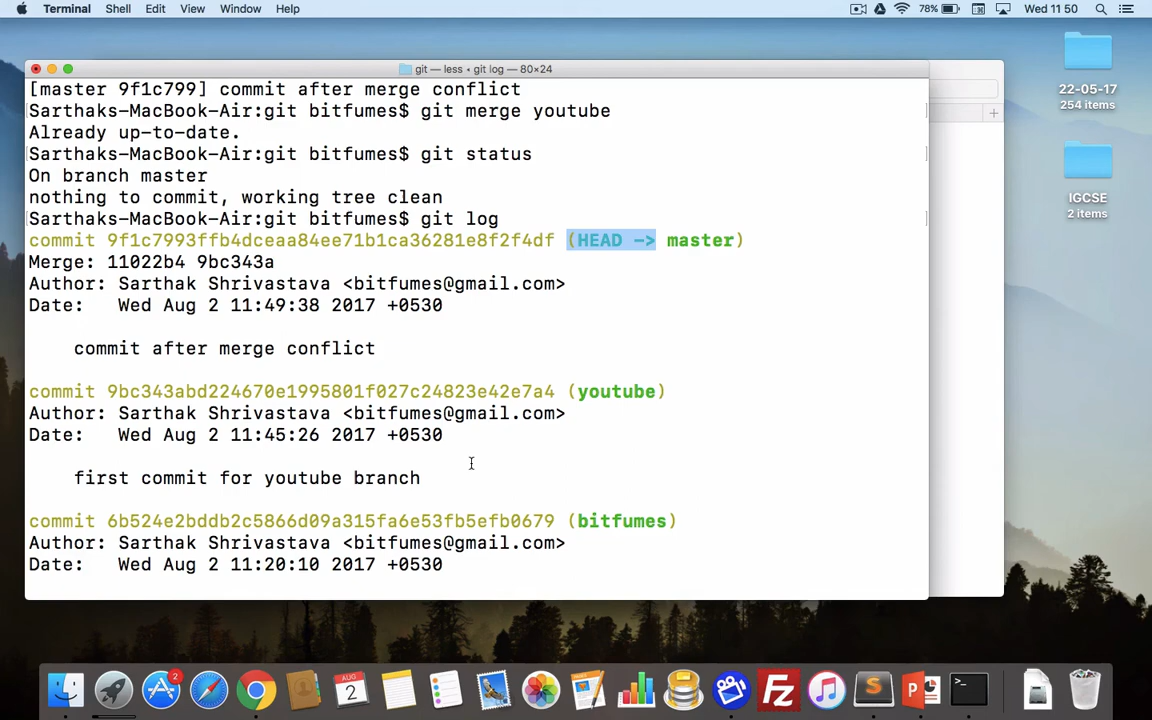 Terminal Shell Edit View Window Help 78% Wed 11 50
git — less • git log — 80×24
[master 9f1c799] commit after merge conflict
Sarthaks-MacBook-Air:git bitfumes$ git merge youtube
Already up-to-date.
Sarthaks-MacBook-Air:git bitfumes$ git status
On branch master
nothing to commit, working tree clean
Sarthaks-MacBook-Air:git bitfumes$ git log
commit 9f1c7993ffb4dceaa84ee71b1ca36281e8f2f4df (HEAD -> master)
Merge: 11022b4 9bc343a
Author: Sarthak Shrivastava <bitfumes@gmail.com>
Date:   Wed Aug 2 11:49:38 2017 +0530
commit after merge conflict
commit 9bc343abd224670e1995801f027c24823e42e7a4 (youtube)
Author: Sarthak Shrivastava <bitfumes@gmail.com>
Date:   Wed Aug 2 11:45:26 2017 +0530
first commit for youtube branch
commit 6b524e2bddb2c5866d09a315fa6e53fb5efb0679 (bitfumes)
Author: Sarthak Shrivastava <bitfumes@gmail.com>
Date:   Wed Aug 2 11:20:10 2017 +0530
22-05-17
254 items
IGCSE
2 items
2
AUG
2
Fz
S
P
>_